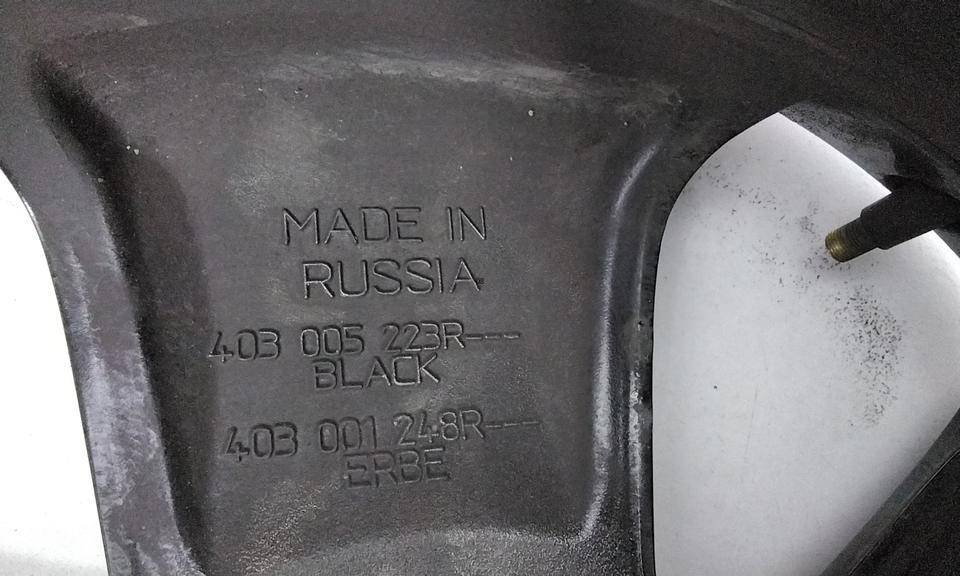 MADE IN
RUSSIA
403 005 223R---
BLACK
403 001 248R---
ERBE